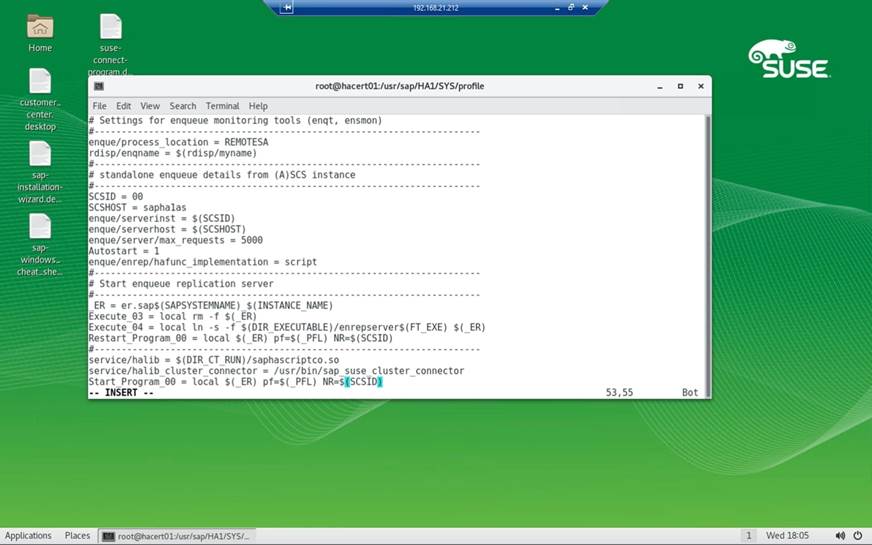 192.168.21.212
Home
suse-
connect-
program.d...
customer_
center.
desktop
sap-
installation-
wizard.de...
sap-
windows_
cheat_she...
SUSE
root@hacert01:/usr/sap/HA1/SYS/profile
File Edit View Search Terminal Help
# Settings for enqueue monitoring tools (enqt, ensmon)
#-----------------------------------------------------------------------
enque/process_location = REMOTESA
rdisp/enqname = $(rdisp/myname)
#-----------------------------------------------------------------------
# standalone enqueue details from (A)SCS instance
#-----------------------------------------------------------------------
SCSID = 00
SCSHOST = sapha1as
enque/serverinst = $(SCSID)
enque/serverhost = $(SCSHOST)
enque/server/max_requests = 5000
Autostart = 1
enque/enrep/hafunc_implementation = script
#-----------------------------------------------------------------------
# Start enqueue replication server
#-----------------------------------------------------------------------
_ER = er.sap$(SAPSYSTEMNAME)_$(INSTANCE_NAME)
Execute_03 = local rm -f $(_ER)
Execute_04 = local ln -s -f $(DIR_EXECUTABLE)/enrepserver$(FT_EXE) $(_ER)
Restart_Program_00 = local $(_ER) pf=$(_PFL) NR=$(SCSID)
#-----------------------------------------------------------------------
service/halib = $(DIR_CT_RUN)/saphascriptco.so
service/halib_cluster_connector = /usr/bin/sap_suse_cluster_connector
Start_Program_00 = local $(_ER) pf=$(_PFL) NR=$(SCSID)
-- INSERT -- 53,55 Bot
Applications Places root@hacert01:/usr/sap/HA1/SYS/... 1 Wed 18:05